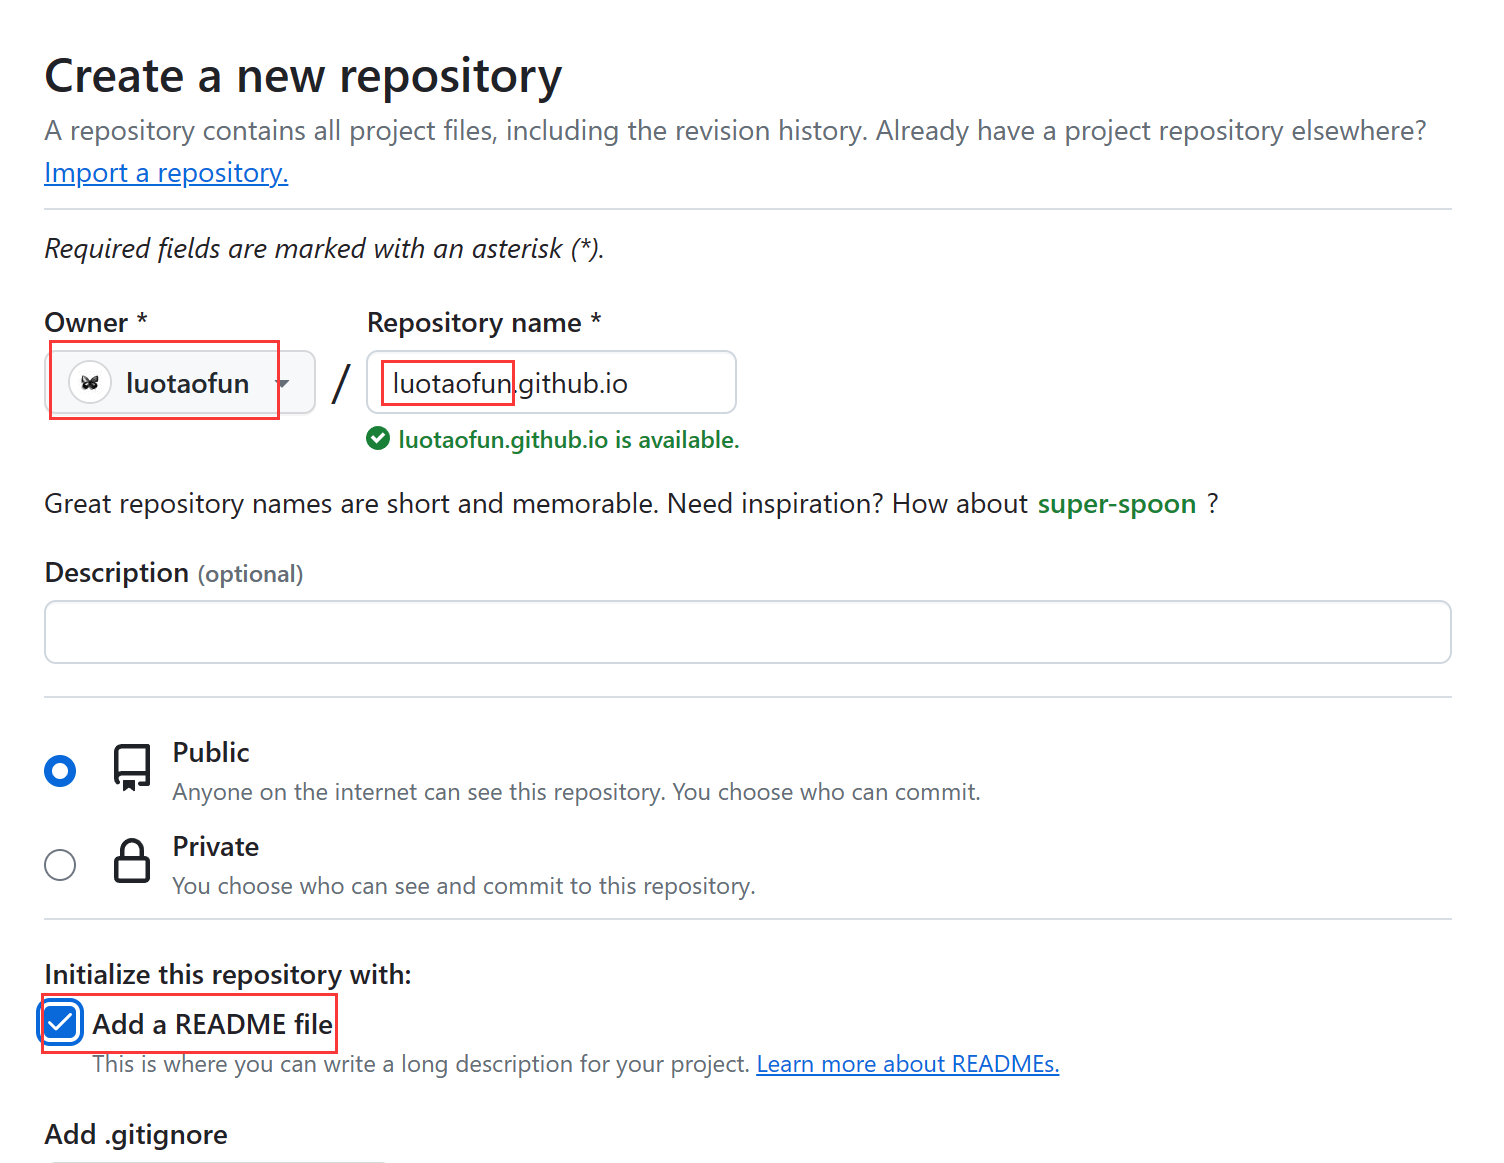 Create a new repository
A repository contains all project files, including the revision history. Already have a project repository elsewhere?
Import a repository.
Required fields are marked with an asterisk (*).
Owner * Repository name *
luotaofun / luotaofun.github.io
luotaofun.github.io is available.
Great repository names are short and memorable. Need inspiration? How about super-spoon ?
Description (optional)
Public
Anyone on the internet can see this repository. You choose who can commit.
Private
You choose who can see and commit to this repository.
Initialize this repository with:
Add a README file
This is where you can write a long description for your project. Learn more about READMEs.
Add .gitignore